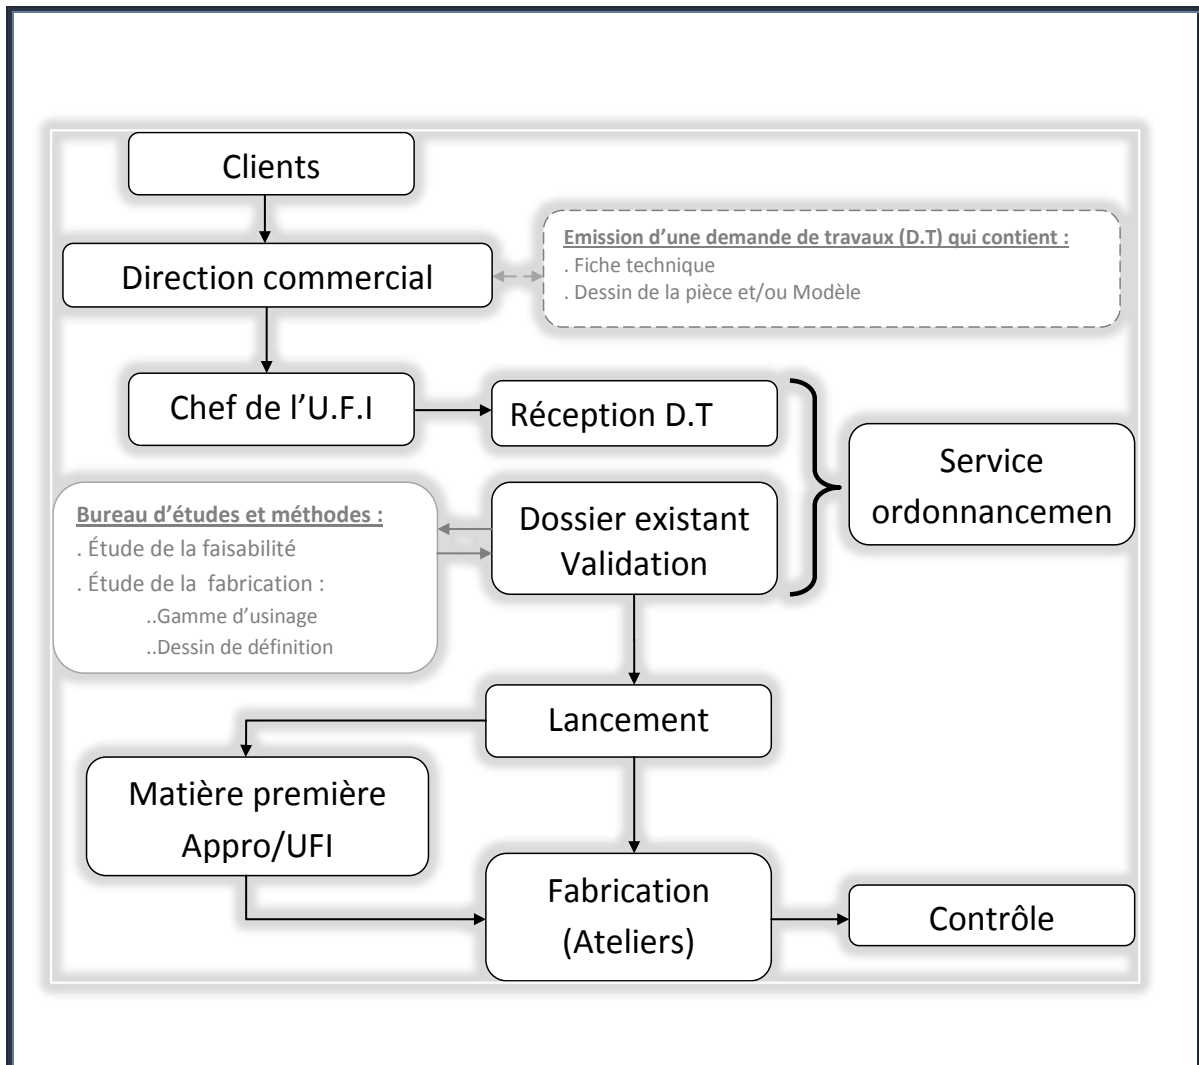 Clients
Direction commercial
Emission d'une demande de travaux (D.T) qui contient :
. Fiche technique
. Dessin de la pièce et/ou Modèle
Chef de l'U.F.I
Réception D.T
Service
ordonnancemen
Bureau d'études et méthodes :
. Étude de la faisabilité
. Étude de la  fabrication :
..Gamme d'usinage
..Dessin de définition
Dossier existant
Validation
Lancement
Matière première
Appro/UFI
Fabrication
(Ateliers)
Contrôle